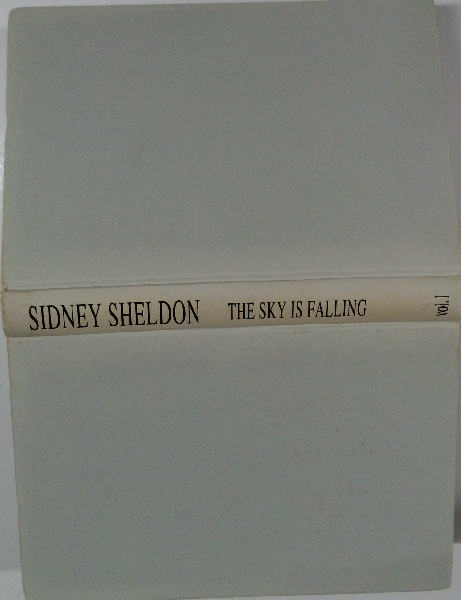 SIDNEY SHELDON THE SKY IS FALLING vol.1